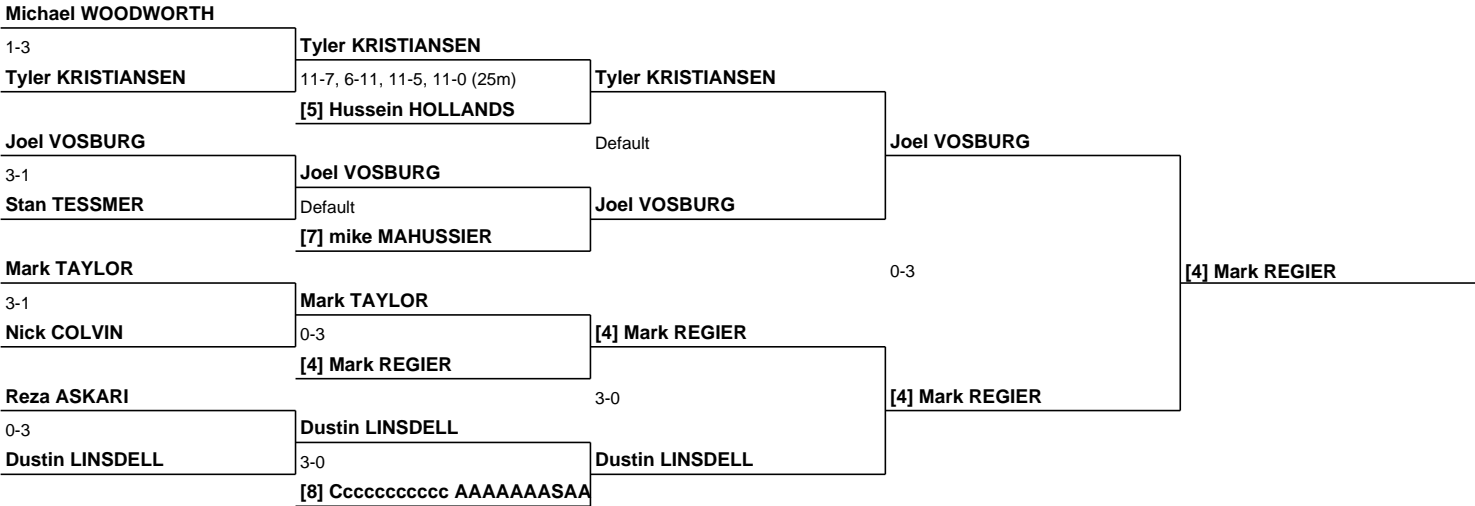 Michael WOODWORTH
1-3
Tyler KRISTIANSEN
Tyler KRISTIANSEN
11-7, 6-11, 11-5, 11-0 (25m)
Tyler KRISTIANSEN
[5] Hussein HOLLANDS
Joel VOSBURG
Default
Joel VOSBURG
3-1
Joel VOSBURG
Stan TESSMER
Default
Joel VOSBURG
[7] mike MAHUSSIER
Mark TAYLOR
0-3
[4] Mark REGIER
3-1
Mark TAYLOR
Nick COLVIN
0-3
[4] Mark REGIER
[4] Mark REGIER
Reza ASKARI
3-0
[4] Mark REGIER
0-3
Dustin LINSDELL
Dustin LINSDELL
3-0
Dustin LINSDELL
[8] Cccccccccc AAAAAAASAA